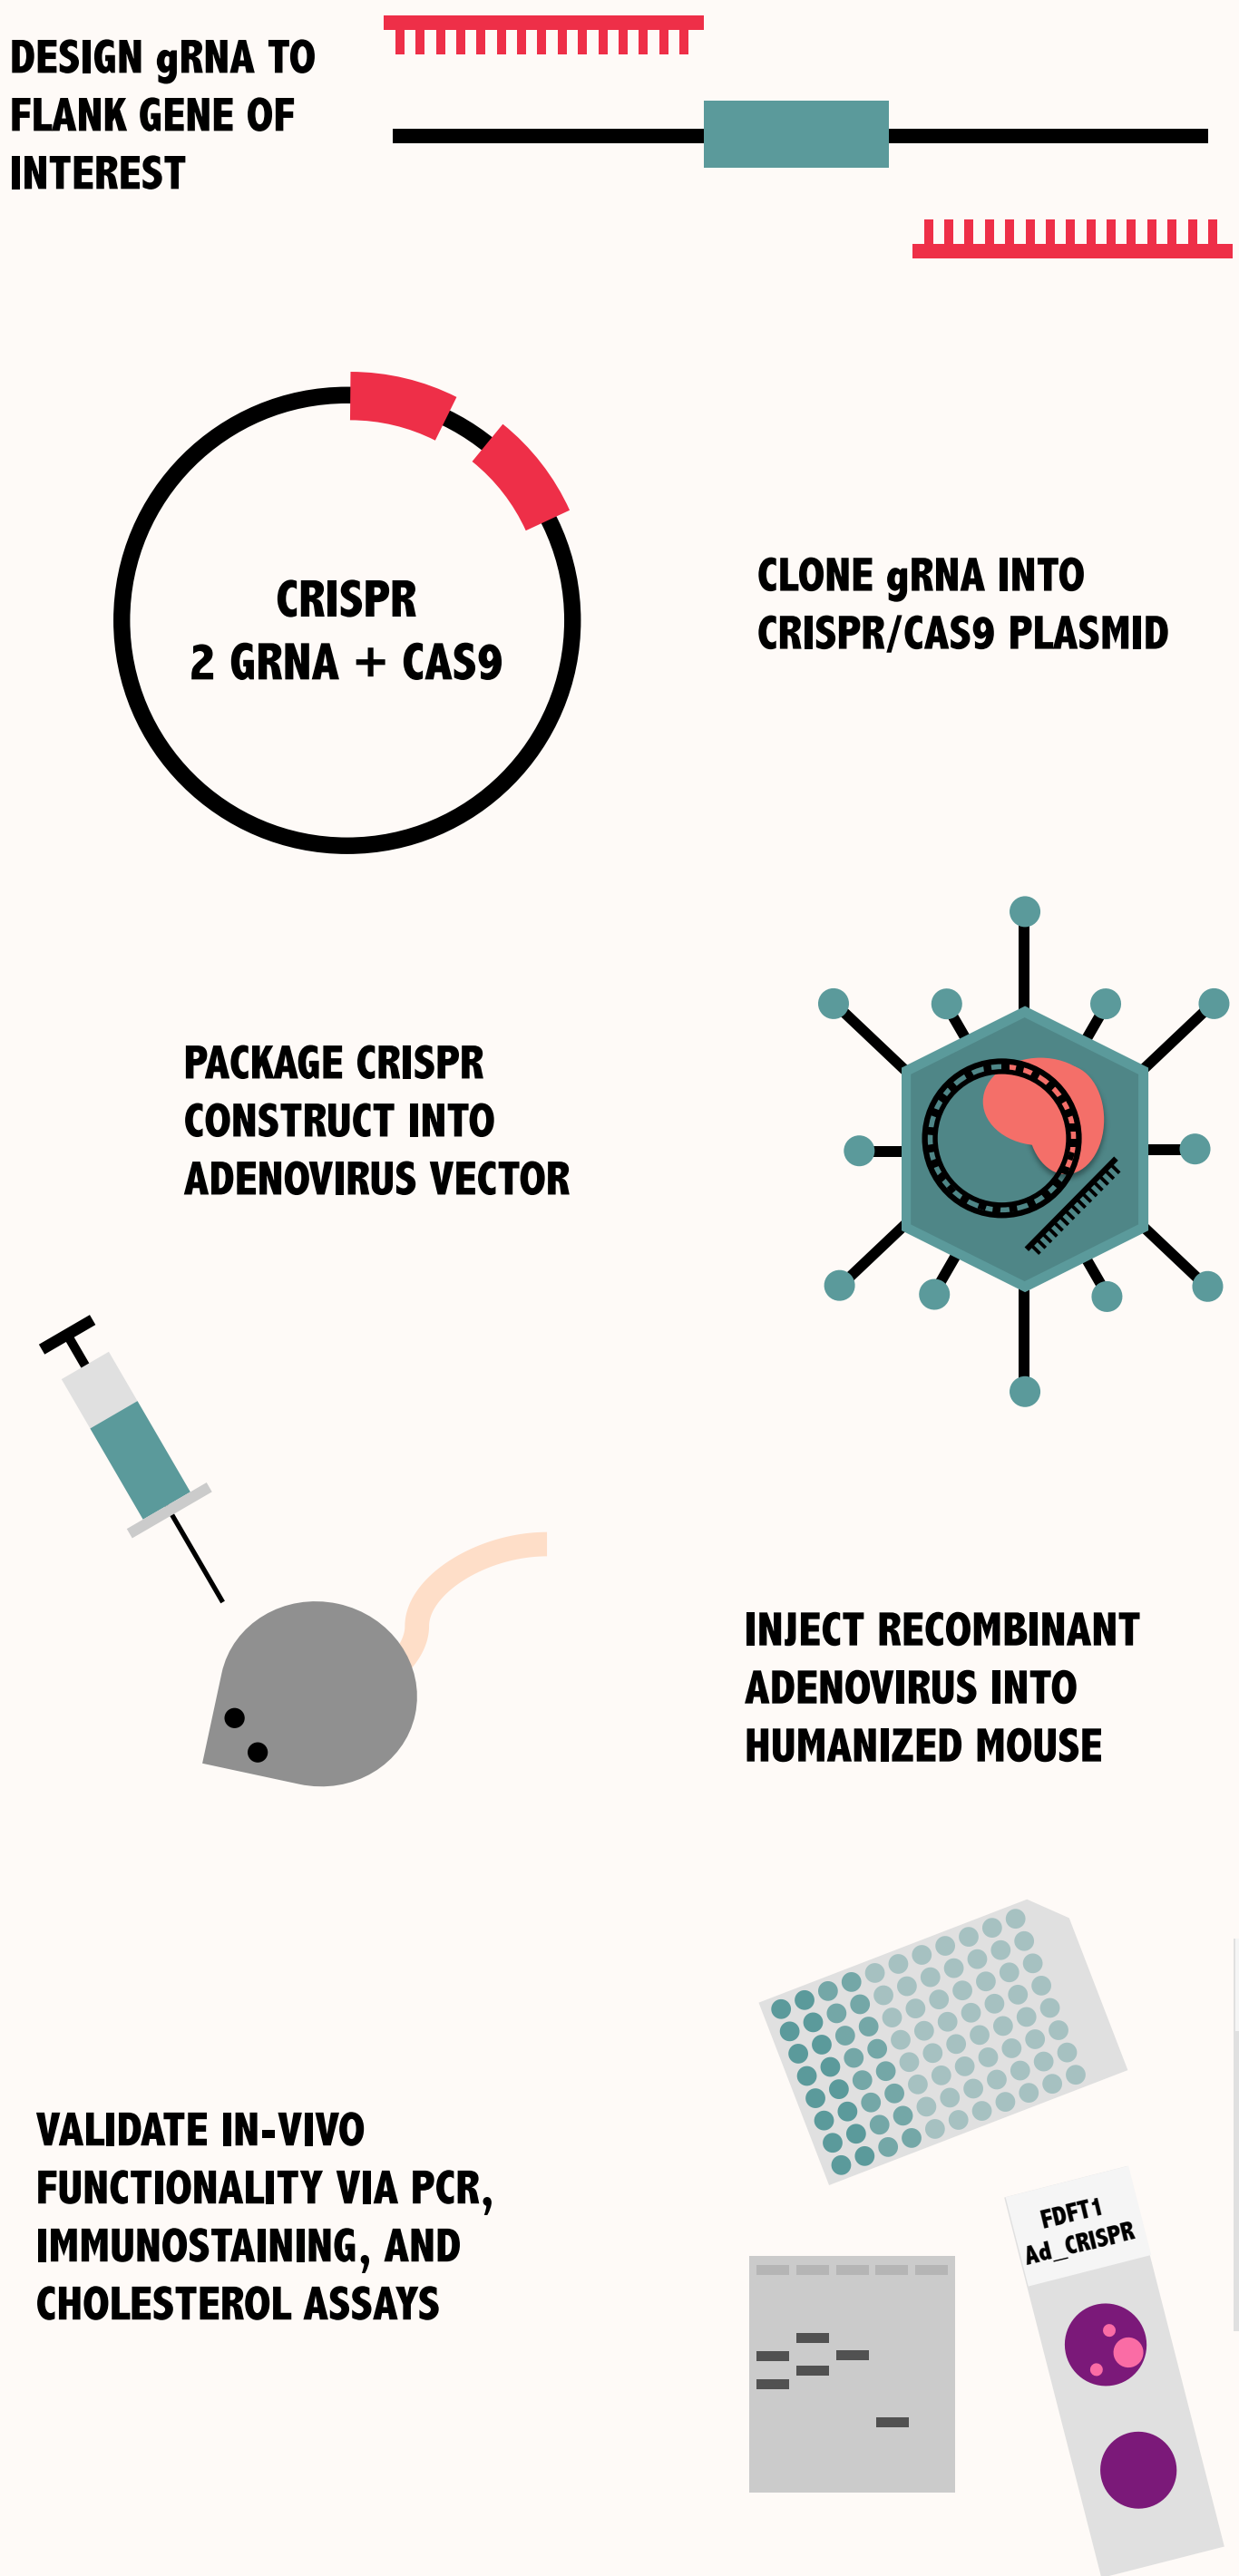 DESIGN gRNA TO
FLANK GENE OF
INTEREST
CRISPR
2 GRNA + CAS9
CLONE gRNA INTO
CRISPR/CAS9 PLASMID
PACKAGE CRISPR
CONSTRUCT INTO
ADENOVIRUS VECTOR
INJECT RECOMBINANT
ADENOVIRUS INTO
HUMANIZED MOUSE
VALIDATE IN-VIVO
FUNCTIONALITY VIA PCR,
IMMUNOSTAINING, AND
CHOLESTEROL ASSAYS
FDFT1
Ad_CRISPR